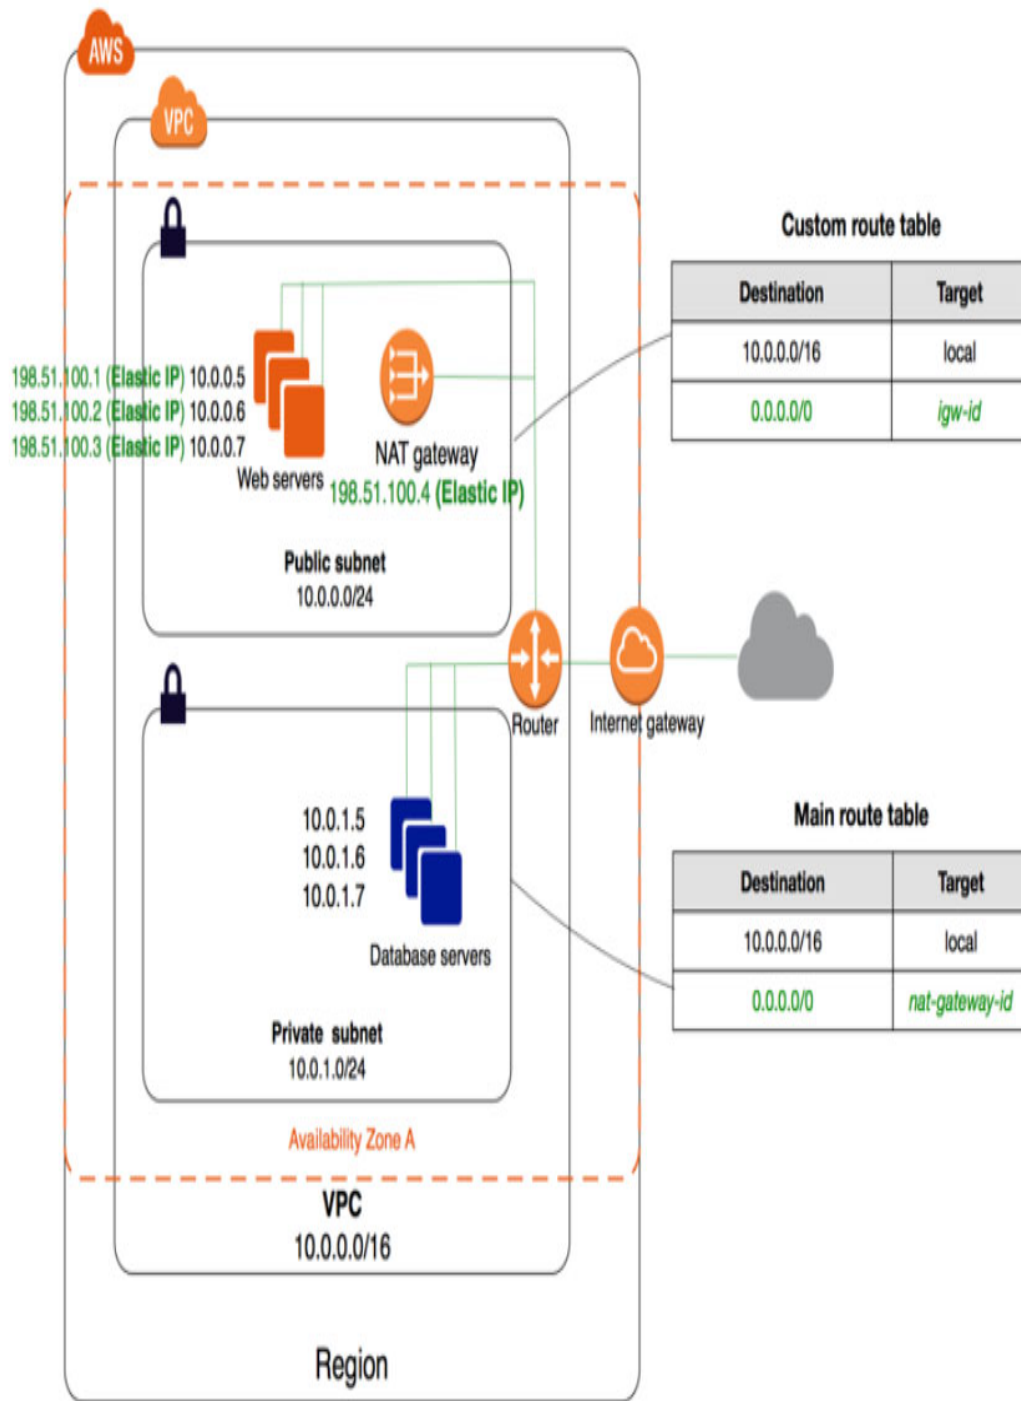 AWS
VPC
Custom route table
Destination Target
10.0.0.0/16 local
0.0.0.0/0 igw-id
198.51.100.1 (Elastic IP) 10.0.0.5
198.51.100.2 (Elastic IP) 10.0.0.6
198.51.100.3 (Elastic IP) 10.0.0.7
Web servers
NAT gateway
198.51.100.4 (Elastic IP)
Public subnet
10.0.0.0/24
Router
Internet gateway
10.0.1.5
10.0.1.6
10.0.1.7
Database servers
Private subnet
10.0.1.0/24
Main route table
Destination Target
10.0.0.0/16 local
0.0.0.0/0 nat-gateway-id
Availability Zone A
VPC
10.0.0.0/16
Region